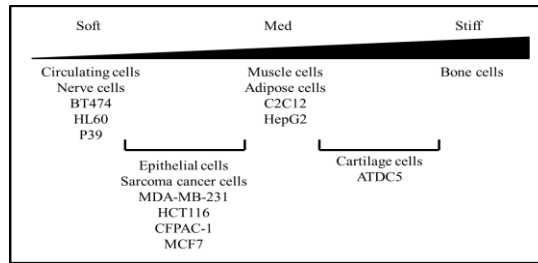 Soft Med Stiff
Circulating cells
Nerve cells
BT474
HL60
P39
Muscle cells
Adipose cells
C2C12
HepG2
Bone cells
Epithelial cells
Sarcoma cancer cells
MDA-MB-231
HCT116
CFPAC-1
MCF7
Cartilage cells
ATDC5